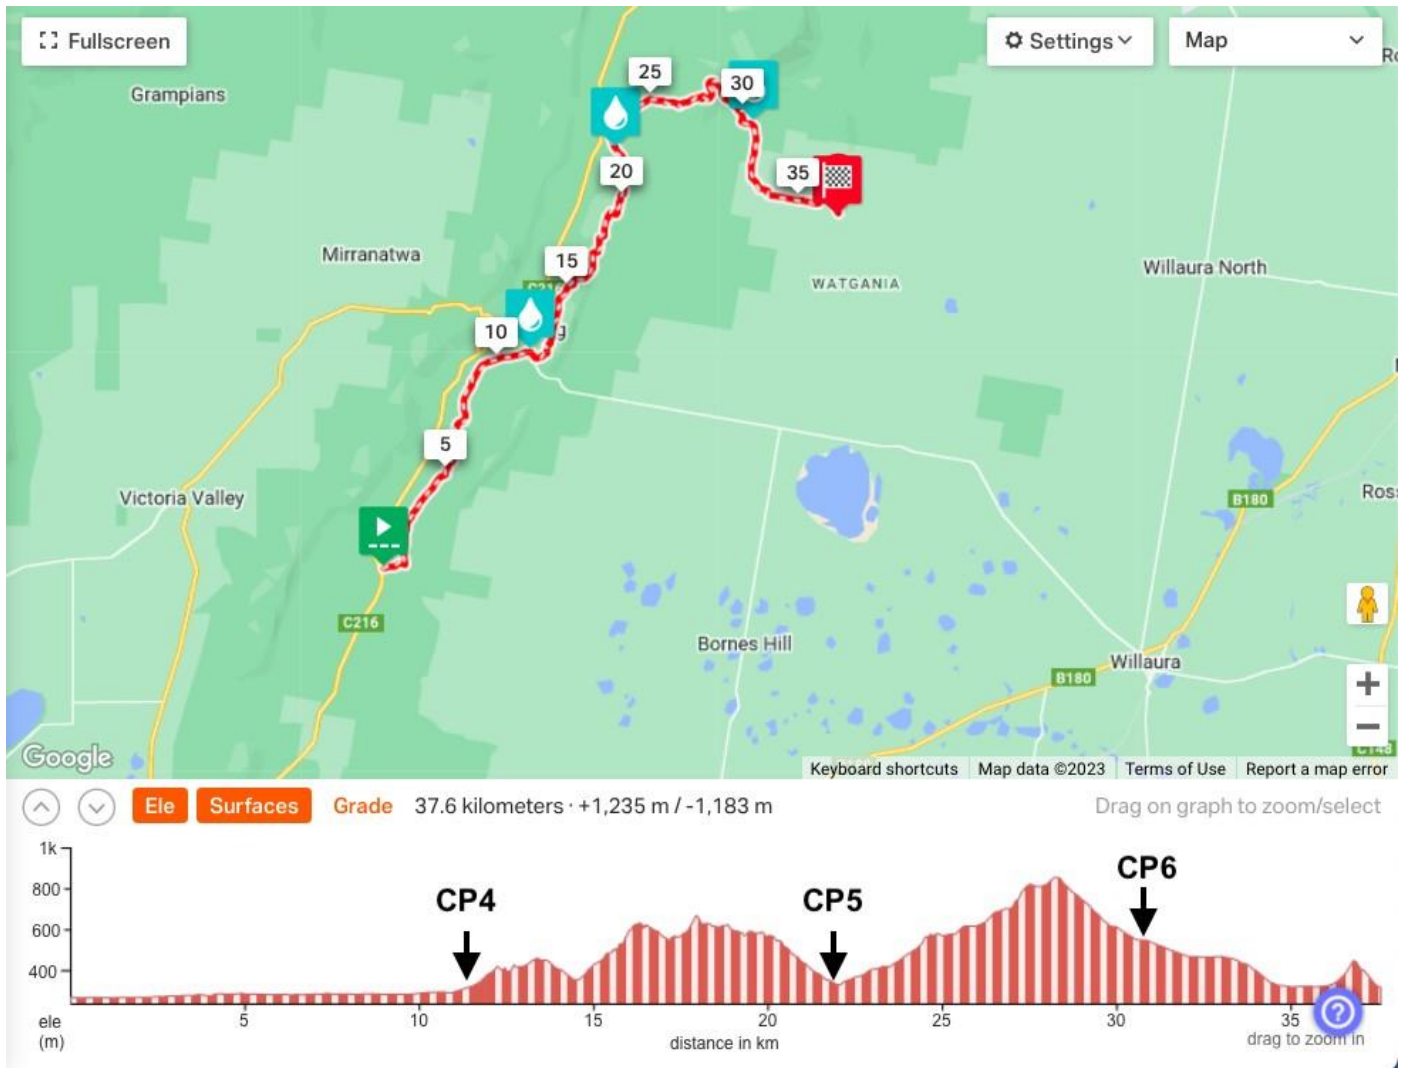 Fullscreen
Settings
Map
Grampians
25
30
20
35
Mirranatwa
15
WATGANIA
Willaura North
C216
10
g
5
Victoria Valley
B180
C216
Bornes Hill
Willaura
B180
Google
C148
Keyboard shortcuts
Map data ©2023
Terms of Use
Report a map error
Ele
Surfaces
Grade
37.6 kilometers · +1,235 m / -1,183 m
Drag on graph to zoom/select
1k
800
600
400
CP4
CP5
CP6
ele
(m)
5
10
15
20
25
30
35
distance in km
drag to zoom in